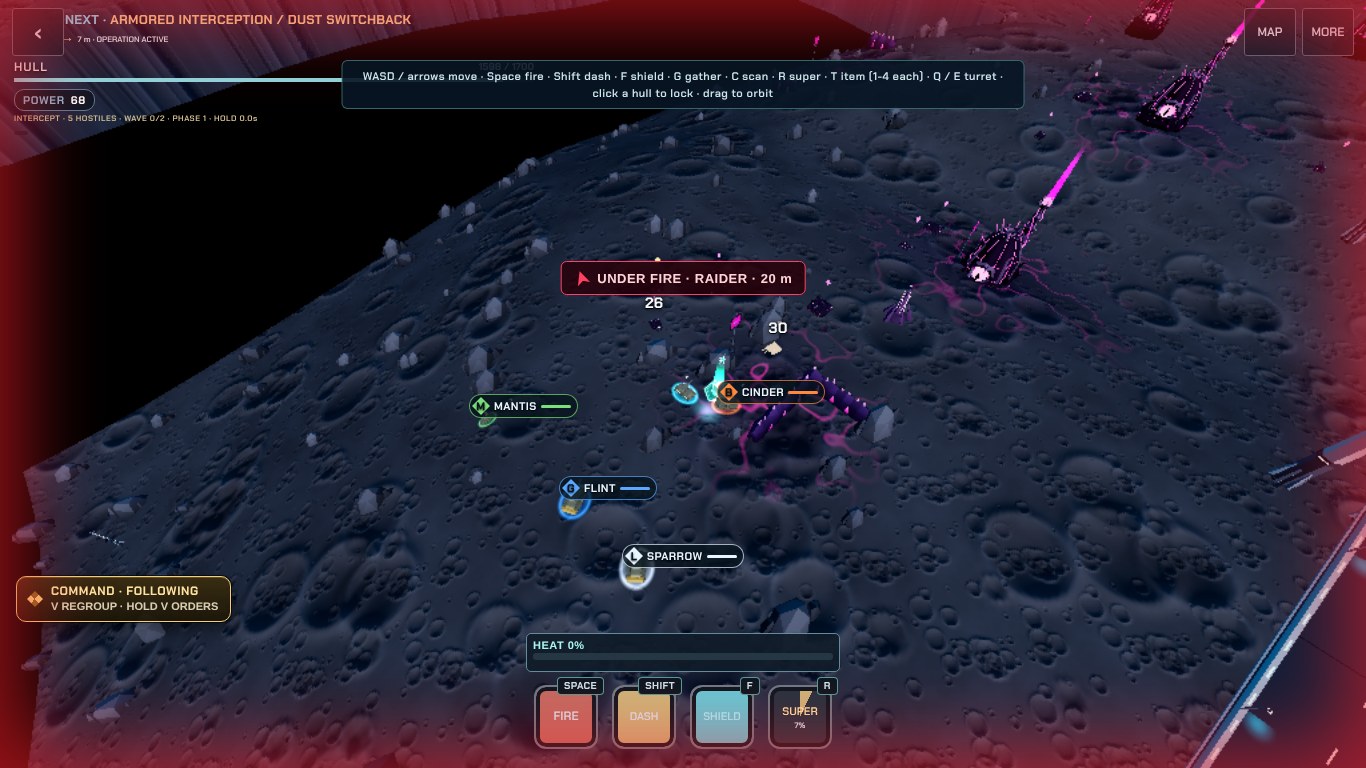 NEXT · ARMORED INTERCEPTION / DUST SWITCHBACK
→ 7 m · OPERATION ACTIVE
MAP
MORE
HULL
1598 / 1700
WASD / arrows move · Space fire · Shift dash · F shield · G gather · C scan · R super · T item (1-4 each) · Q / E turret ·
click a hull to lock · drag to orbit
POWER 68
INTERCEPT · 5 HOSTILES · WAVE 0/2 · PHASE 1 · HOLD 0.0s
UNDER FIRE · RAIDER · 20 m
26
30
B CINDER
M MANTIS
G FLINT
L SPARROW
COMMAND · FOLLOWING
V REGROUP · HOLD V ORDERS
HEAT 0%
SPACE
SHIFT
F
R
FIRE
DASH
SHIELD
SUPER
7%